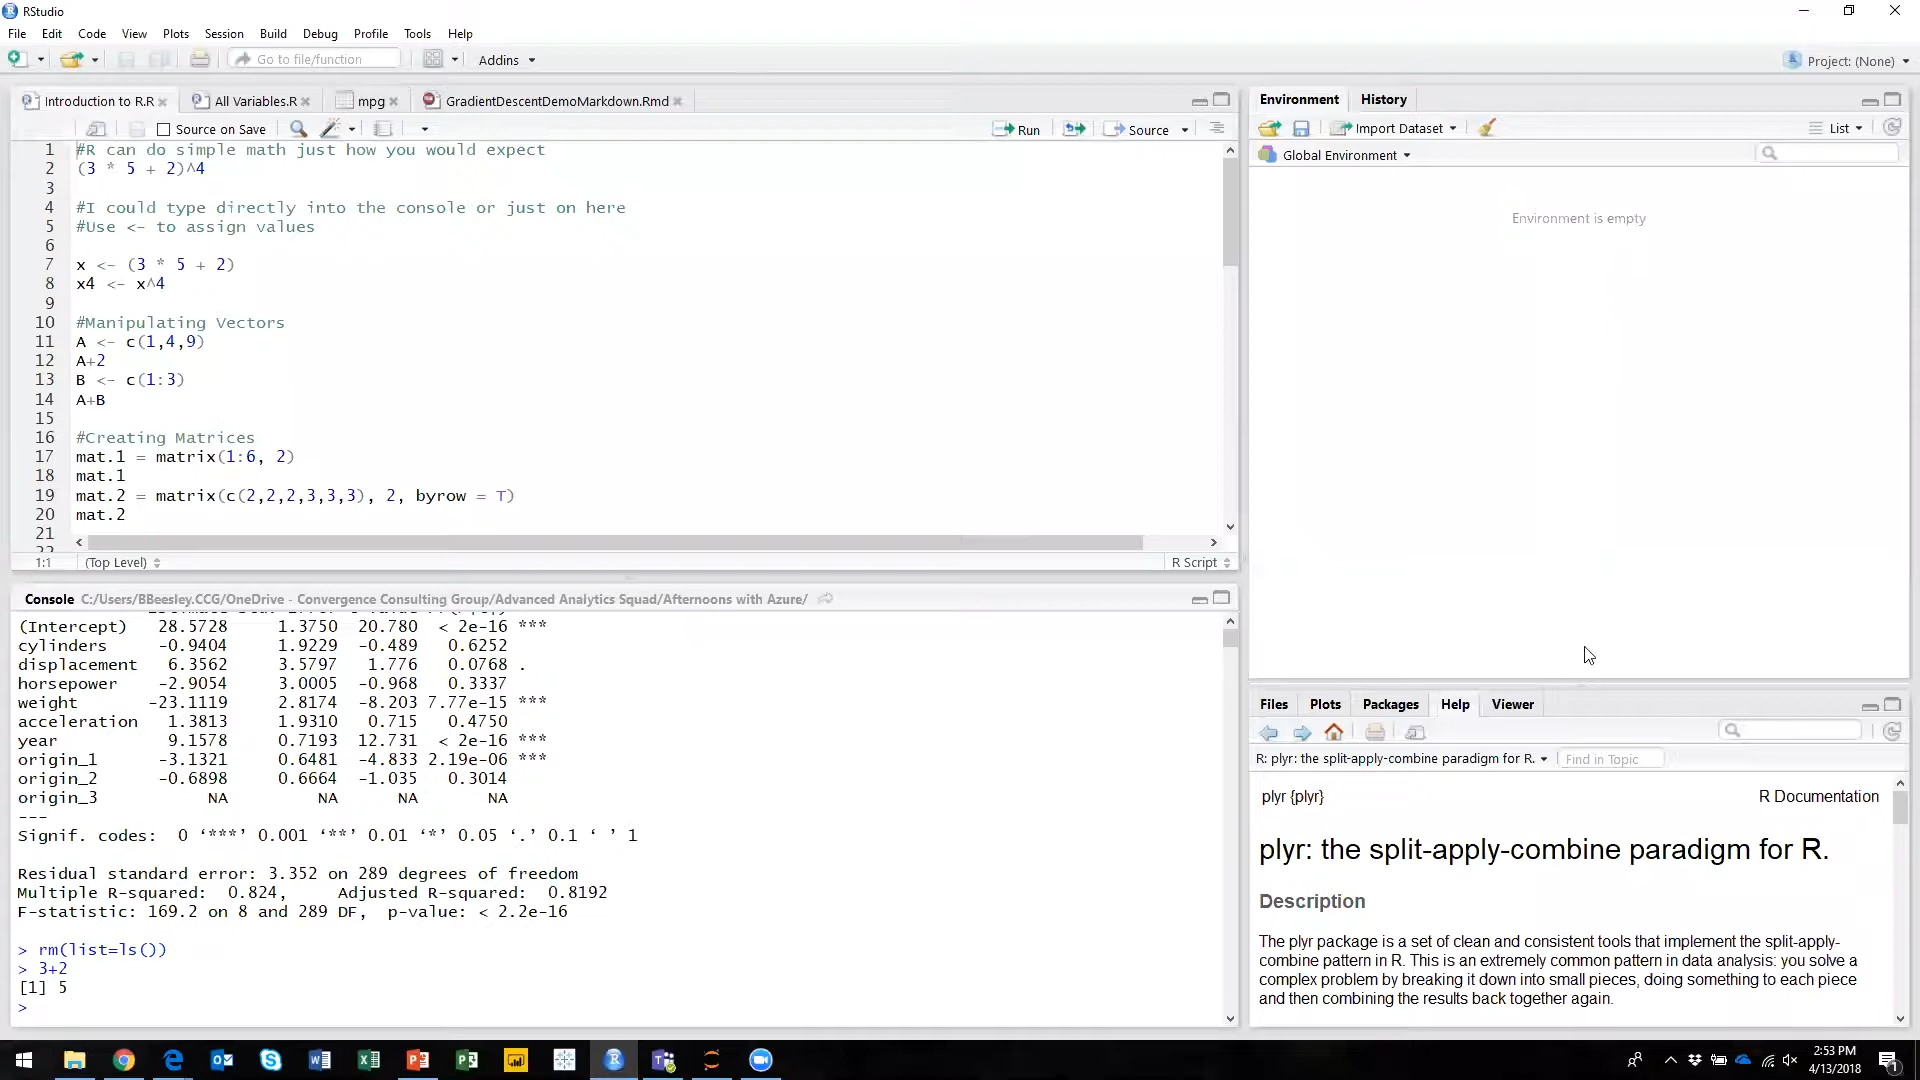 RStudio
File Edit Code View Plots Session Build Debug Profile Tools Help
Go to file/function Addins Project: (None)
Introduction to R.R All Variables.R mpg GradientDescentDemoMarkdown.Rmd
Source on Save Run Source
1 #R can do simple math just how you would expect
2 (3 * 5 + 2)^4
3
4 #I could type directly into the console or just on here
5 #Use <- to assign values
6
7 x <- (3 * 5 + 2)
8 x4 <- x^4
9
10 #Manipulating Vectors
11 A <- c(1,4,9)
12 A+2
13 B <- c(1:3)
14 A+B
15
16 #Creating Matrices
17 mat.1 = matrix(1:6, 2)
18 mat.1
19 mat.2 = matrix(c(2,2,2,3,3,3), 2, byrow = T)
20 mat.2
21
22
1:1 (Top Level) R Script
Console C:/Users/BBeesley.CCG/OneDrive - Convergence Consulting Group/Advanced Analytics Squad/Afternoons with Azure/
(Intercept) 28.5728 1.3750 20.780 < 2e-16 ***
cylinders -0.9404 1.9229 -0.489 0.6252
displacement 6.3562 3.5797 1.776 0.0768 .
horsepower -2.9054 3.0005 -0.968 0.3337
weight -23.1119 2.8174 -8.203 7.77e-15 ***
acceleration 1.3813 1.9310 0.715 0.4750
year 9.1578 0.7193 12.731 < 2e-16 ***
origin_1 -3.1321 0.6481 -4.833 2.19e-06 ***
origin_2 -0.6898 0.6664 -1.035 0.3014
origin_3 NA NA NA NA
---
Signif. codes: 0 ‘***’ 0.001 ‘**’ 0.01 ‘*’ 0.05 ‘.’ 0.1 ‘ ’ 1
Residual standard error: 3.352 on 289 degrees of freedom
Multiple R-squared: 0.824, Adjusted R-squared: 0.8192
F-statistic: 169.2 on 8 and 289 DF, p-value: < 2.2e-16
> rm(list=ls())
> 3+2
[1] 5
>
Environment History
Import Dataset List
Global Environment
Environment is empty
Files Plots Packages Help Viewer
R: plyr: the split-apply-combine paradigm for R. Find in Topic
plyr {plyr} R Documentation
plyr: the split-apply-combine paradigm for R.
Description
The plyr package is a set of clean and consistent tools that implement the split-apply-
combine pattern in R. This is an extremely common pattern in data analysis: you solve a
complex problem by breaking it down into small pieces, doing something to each piece
and then combining the results back together again.
2:53 PM
4/13/2018